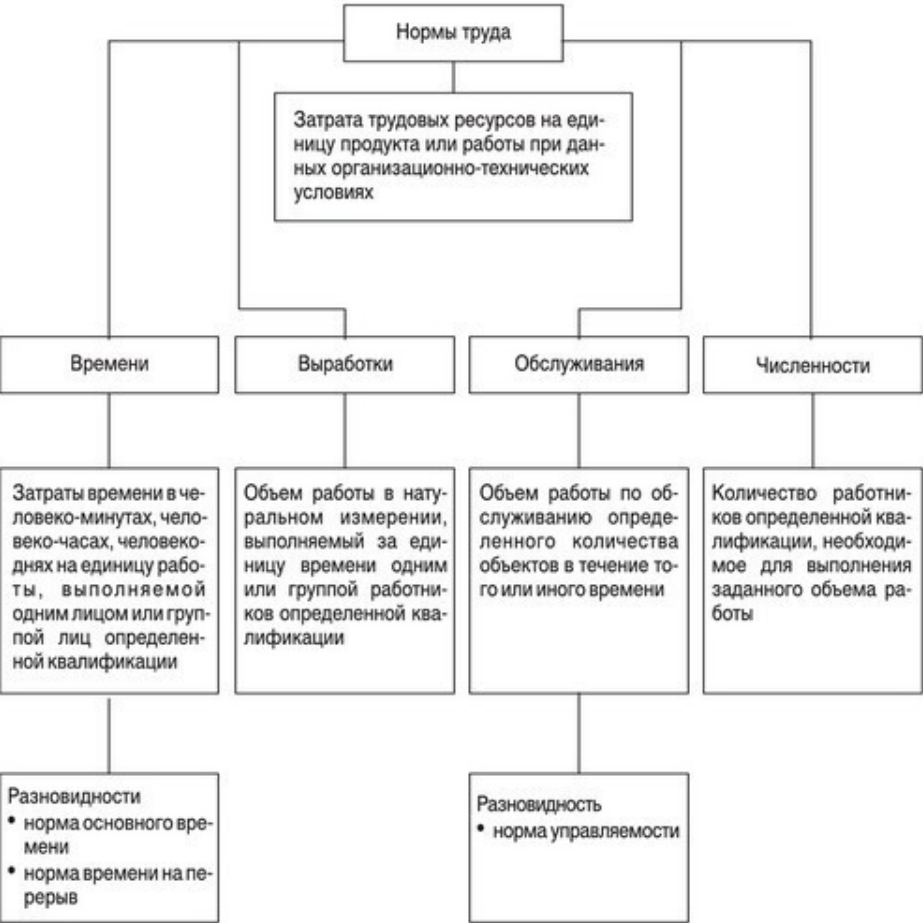 Нормы труда
Затрата трудовых ресурсов на еди-
ницу продукта или работы при дан-
ных организационно-технических
условиях
Времени
Выработки
Обслуживания
Численности
Затраты времени в че-
ловеко-минутах, чело-
веко-часах, человеко-
днях на единицу рабо-
ты, выполняемой
одним лицом или груп-
пой лиц определен-
ной квалификации
Объем работы в нату-
ральном измерении,
выполняемый за еди-
ницу времени одним
или группой работни-
ков определенной ква-
лификации
Объем работы по об-
служиванию опреде-
ленного количества
объектов в течение то-
го или иного времени
Количество работни-
ков определенной ква-
лификации, необходи-
мое для выполнения
заданного объема ра-
боты
Разновидности
• норма основного вре-
мени
• норма времени на пе-
рерыв
Разновидность
• норма управляемости